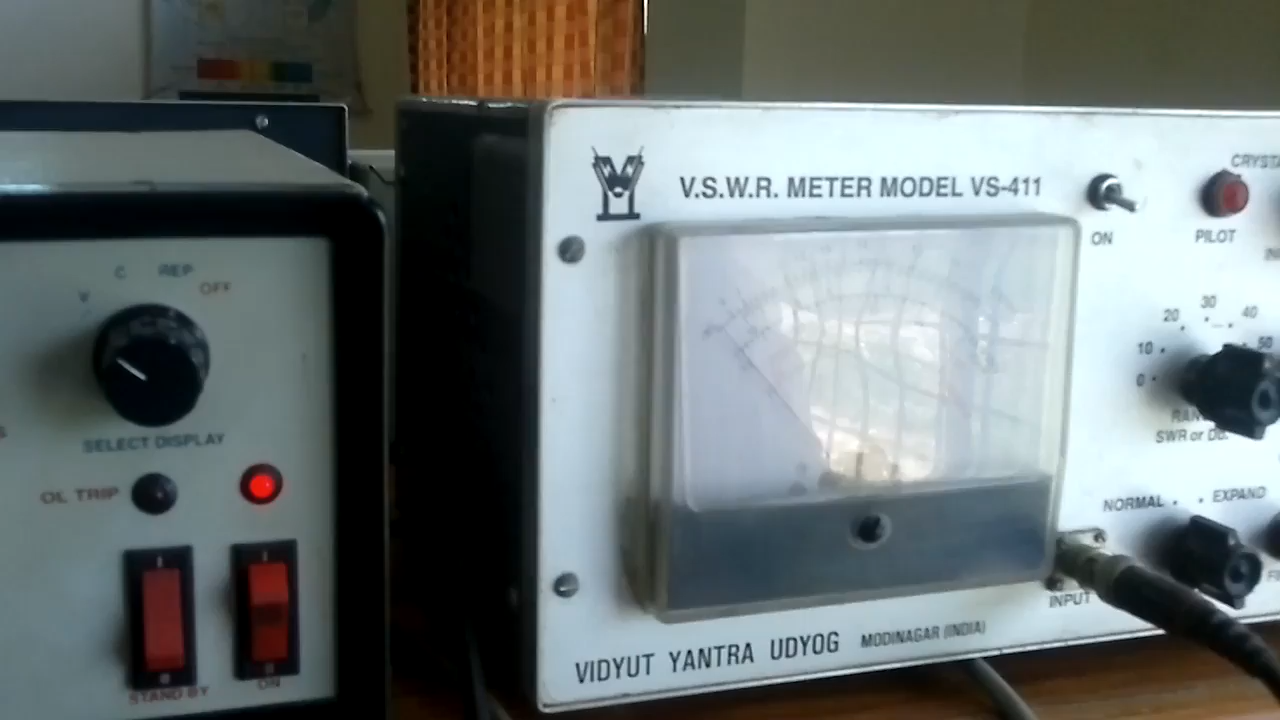 V C REP OFF
SELECT DISPLAY
OL TRIP
STAND BY
ON
V.S.W.R. METER MODEL VS-411
ON
PILOT
0 10 20 30 40 50
SWR or Db.
NORMAL EXPAND
INPUT
VIDYUT YANTRA UDYOG MODINAGAR (INDIA)